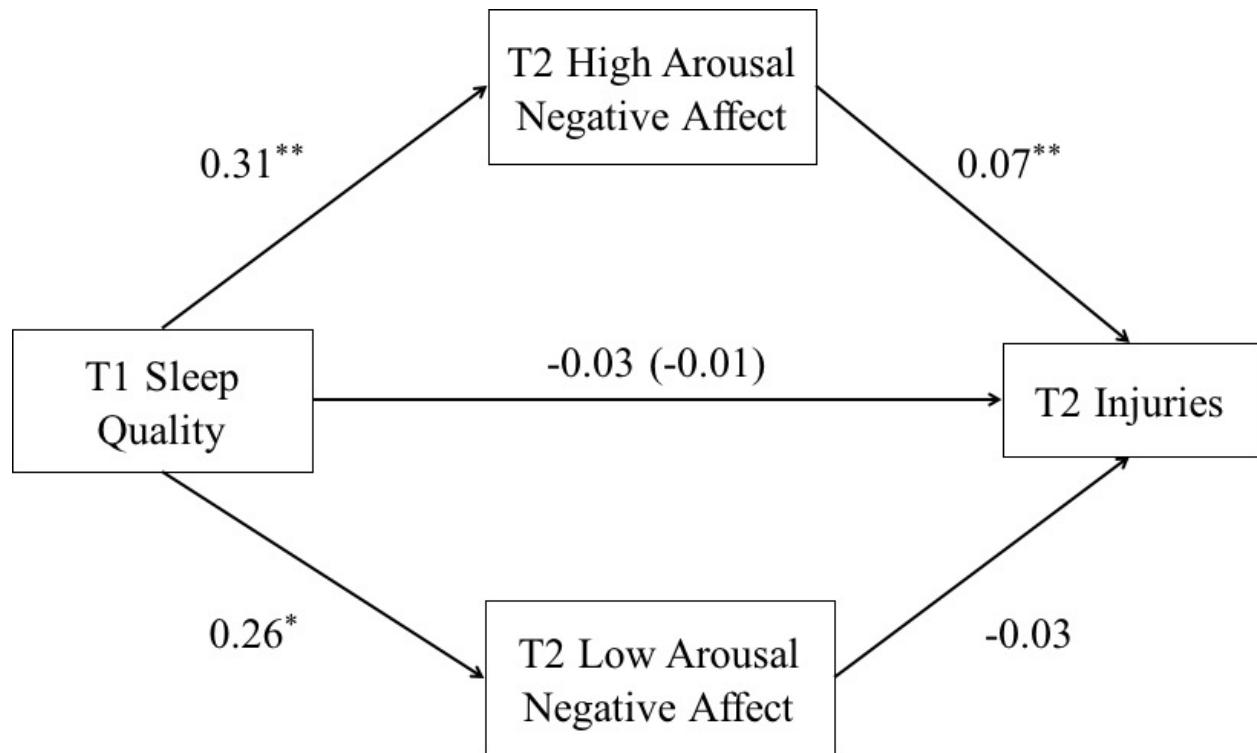 T2 High Arousal
Negative Affect
0.31**
0.07**
T1 Sleep
Quality
-0.03 (-0.01)
T2 Injuries
0.26*
-0.03
T2 Low Arousal
Negative Affect